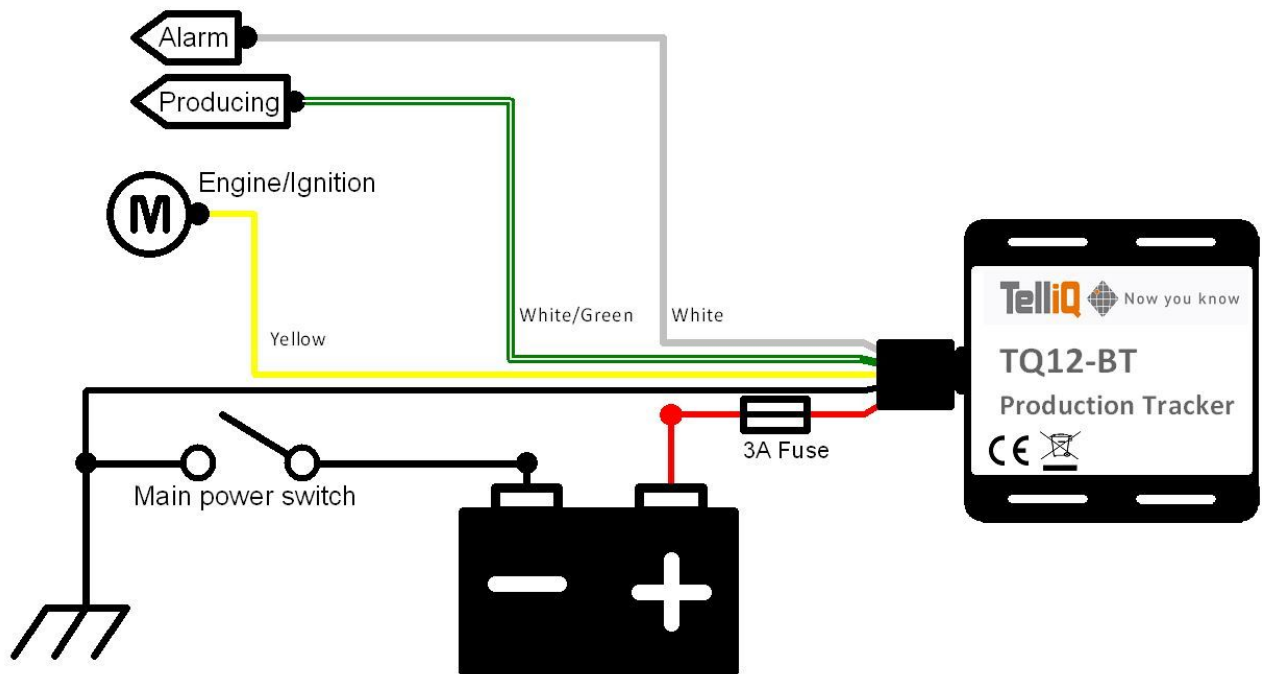 Alarm
Producing
Engine/Ignition
M
White/Green
White
Yellow
TelliQ Now you know
TQ12-BT
Production Tracker
CE
3A Fuse
Main power switch